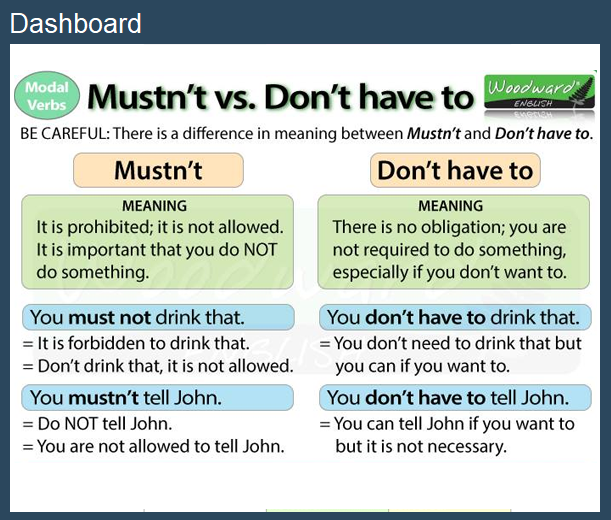 Dashboard
Modal
Verbs
Mustn't vs. Don't have to
Woodward®
ENGLISH
BE CAREFUL: There is a difference in meaning between Mustn't and Don't have to.
Mustn't
MEANING
It is prohibited; it is not allowed.
It is important that you do NOT
do something.
You must not drink that.
= It is forbidden to drink that.
= Don't drink that, it is not allowed.
You mustn't tell John.
= Do NOT tell John.
= You are not allowed to tell John.
Don't have to
MEANING
There is no obligation; you are
not required to do something,
especially if you don't want to.
You don't have to drink that.
= You don't need to drink that but
you can if you want to.
You don't have to tell John.
= You can tell John if you want to
but it is not necessary.
Woodward
ENGLISH